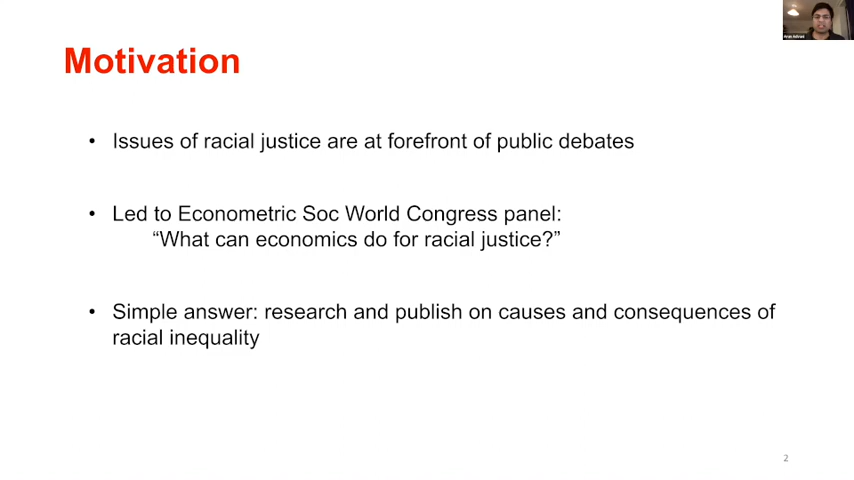 Motivation
• Issues of racial justice are at forefront of public debates
• Led to Econometric Soc World Congress panel:
“What can economics do for racial justice?”
• Simple answer: research and publish on causes and consequences of
racial inequality
2